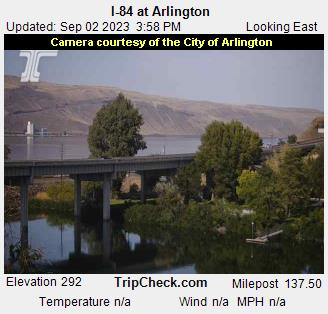 I-84 at Arlington
Updated: Sep 02 2023 3:58 PM Looking East
Camera courtesy of the City of Arlington
Elevation 292 TripCheck.com Milepost 137.50
Temperature n/a Wind n/a MPH n/a